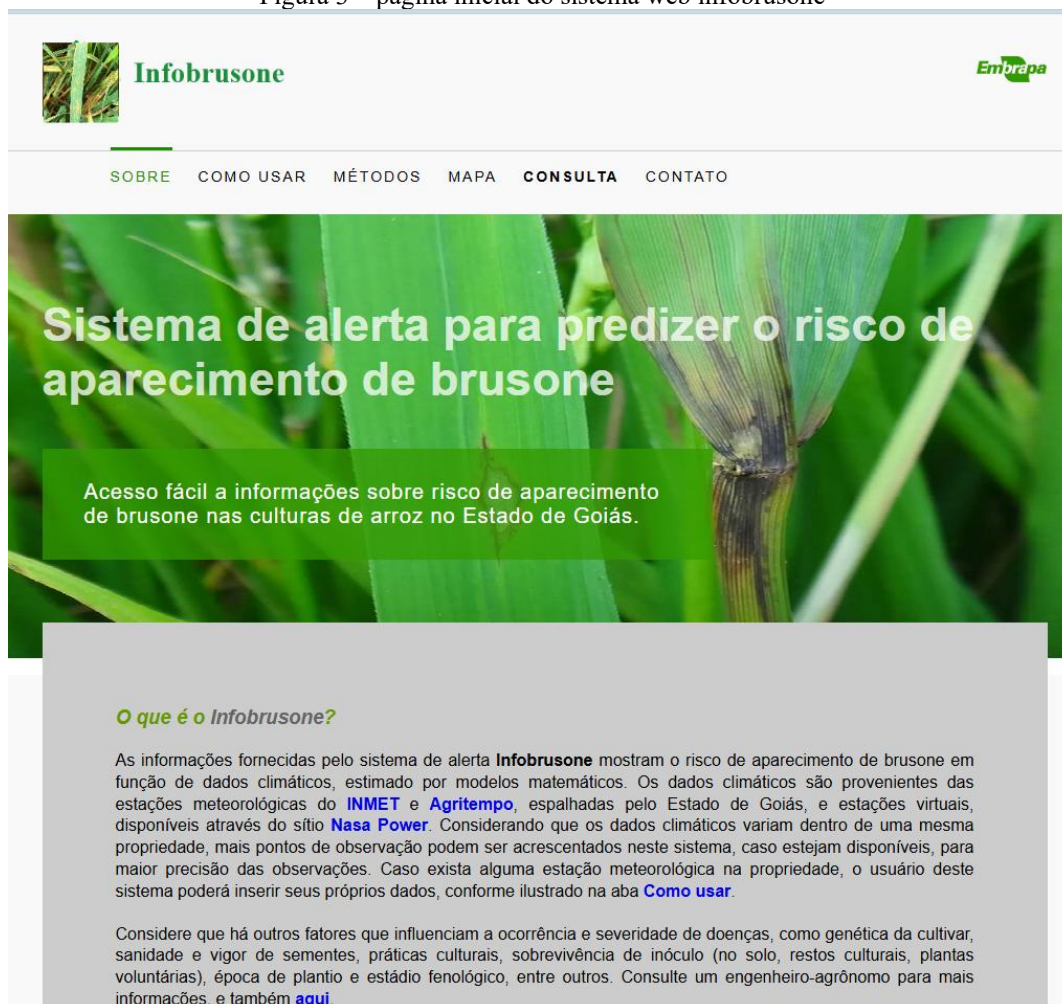 Figura 3 – página inicial do sistema web infobrusone
Infobrusone
Embrapa
SOBRE COMO USAR MÉTODOS MAPA CONSULTA CONTATO
Sistema de alerta para predizer o risco de
aparecimento de brusone
Acesso fácil a informações sobre risco de aparecimento
de brusone nas culturas de arroz no Estado de Goiás.
O que é o Infobrusone?
As informações fornecidas pelo sistema de alerta Infobrusone mostram o risco de aparecimento de brusone em
função de dados climáticos, estimado por modelos matemáticos. Os dados climáticos são provenientes das
estações meteorológicas do INMET e Agritempo, espalhadas pelo Estado de Goiás, e estações virtuais,
disponíveis através do sítio Nasa Power. Considerando que os dados climáticos variam dentro de uma mesma
propriedade, mais pontos de observação podem ser acrescentados neste sistema, caso estejam disponíveis, para
maior precisão das observações. Caso exista alguma estação meteorológica na propriedade, o usuário deste
sistema poderá inserir seus próprios dados, conforme ilustrado na aba Como usar.
Considere que há outros fatores que influenciam a ocorrência e severidade de doenças, como genética da cultivar,
sanidade e vigor de sementes, práticas culturais, sobrevivência de inóculo (no solo, restos culturais, plantas
voluntárias), época de plantio e estádio fenológico, entre outros. Consulte um engenheiro-agrônomo para mais
informações, e também aqui.